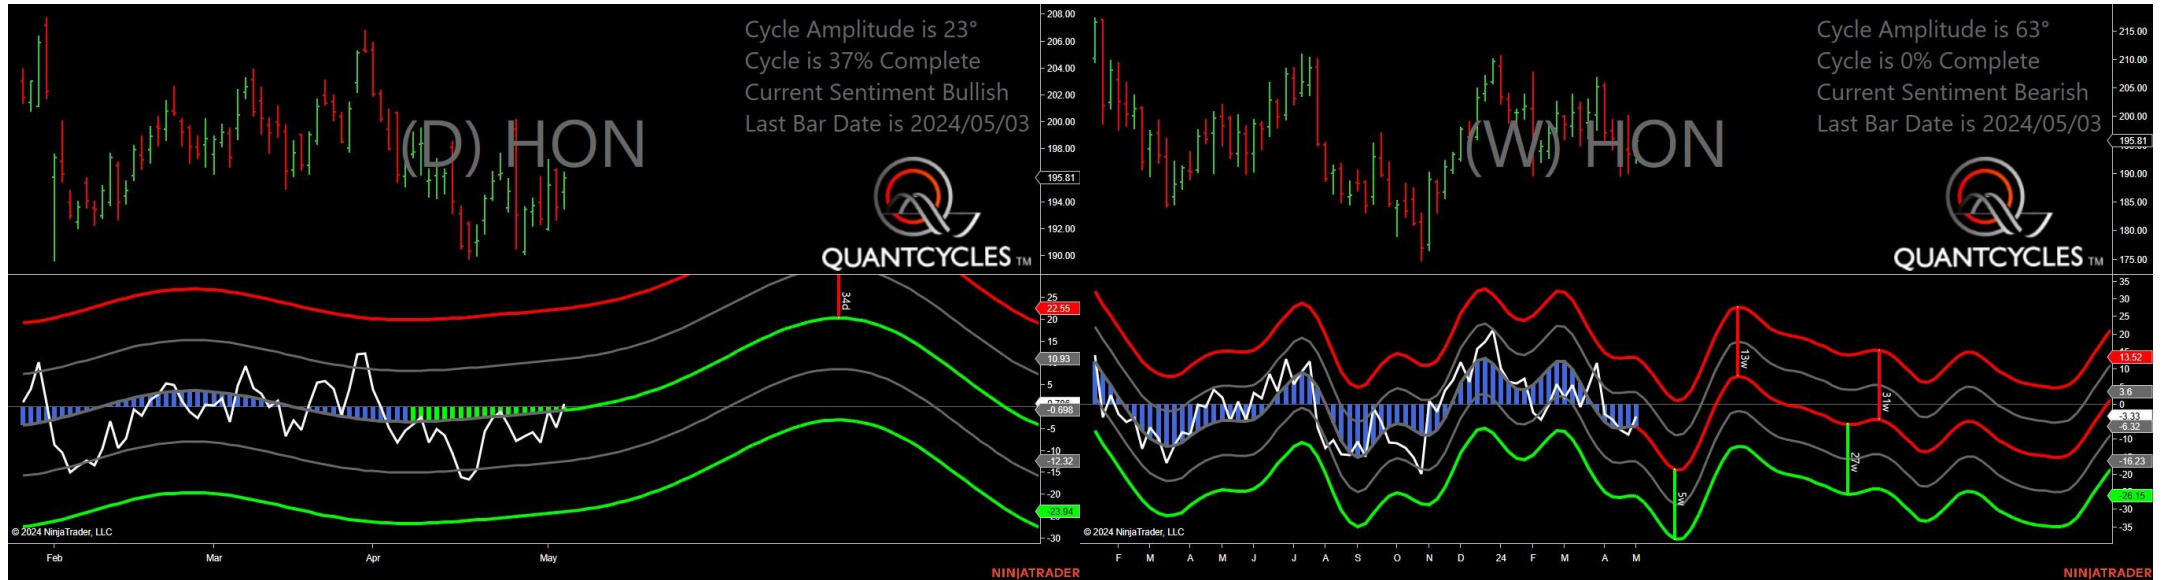 Cycle Amplitude is 23°
Cycle is 37% Complete
Current Sentiment Bullish
Last Bar Date is 2024/05/03
(D) HON
QUANTCYCLES TM
208.00
206.00
204.00
202.00
200.00
198.00
195.81
194.00
192.00
190.00
34d
25
22.55
20
15
10.93
5
-0.698
-5
-12.32
-15
-20
-23.94
-30
© 2024 NinjaTrader, LLC
Feb Mar Apr May
NINJATRADER
Cycle Amplitude is 63°
Cycle is 0% Complete
Current Sentiment Bearish
Last Bar Date is 2024/05/03
(W) HON
QUANTCYCLES TM
215.00
210.00
205.00
200.00
195.81
190.00
185.00
180.00
175.00
13w
31w
27w
5w
35
30
25
20
13.52
10
3.6
0
-3.33
-6.32
-10
-16.23
-20
-26.15
-30
-35
© 2024 NinjaTrader, LLC
F M A M J J A S O N D 24 F M A M
NINJATRADER